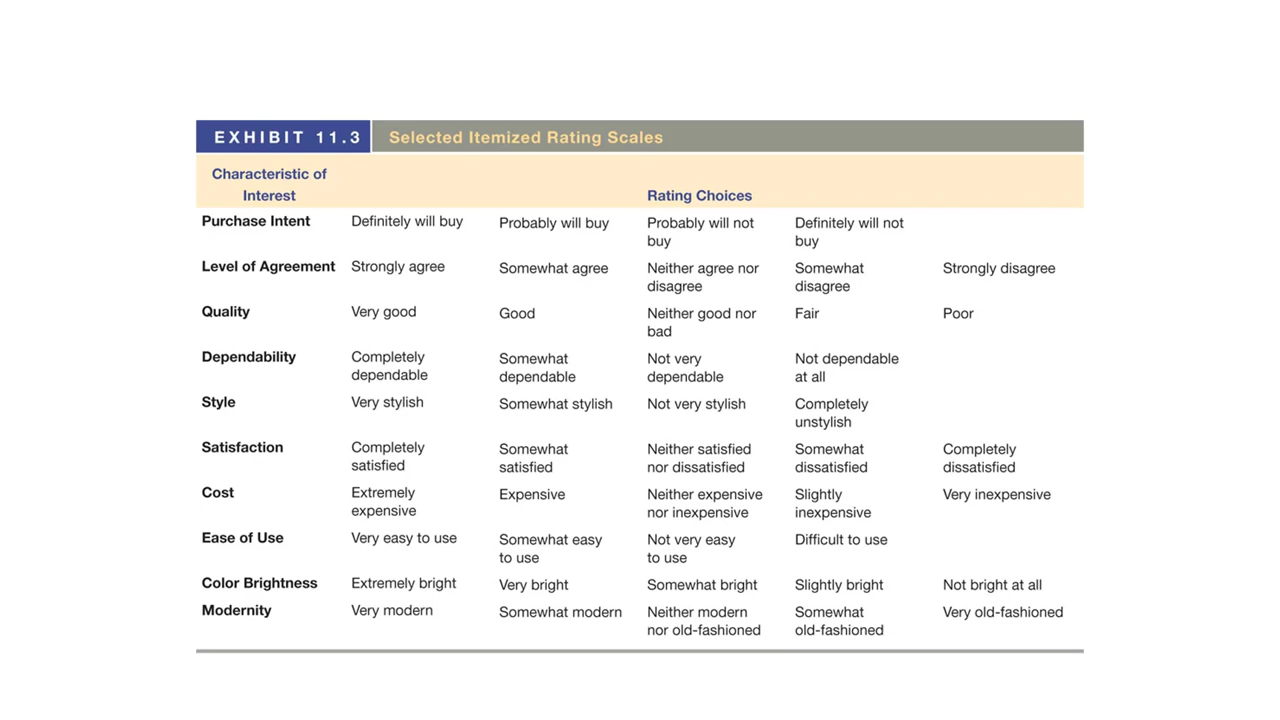 EXHIBIT 11.3 Selected Itemized Rating Scales
Characteristic of
Interest Rating Choices
Purchase Intent Definitely will buy Probably will buy Probably will not Definitely will not
buy buy
Level of Agreement Strongly agree Somewhat agree Neither agree nor Somewhat Strongly disagree
disagree disagree
Quality Very good Good Neither good nor Fair Poor
bad
Dependability Completely Somewhat Not very Not dependable
dependable dependable dependable at all
Style Very stylish Somewhat stylish Not very stylish Completely
unstylish
Satisfaction Completely Somewhat Neither satisfied Somewhat Completely
satisfied satisfied nor dissatisfied dissatisfied dissatisfied
Cost Extremely Expensive Neither expensive Slightly Very inexpensive
expensive nor inexpensive inexpensive
Ease of Use Very easy to use Somewhat easy Not very easy Difficult to use
to use to use
Color Brightness Extremely bright Very bright Somewhat bright Slightly bright Not bright at all
Modernity Very modern Somewhat modern Neither modern Somewhat Very old-fashioned
nor old-fashioned old-fashioned